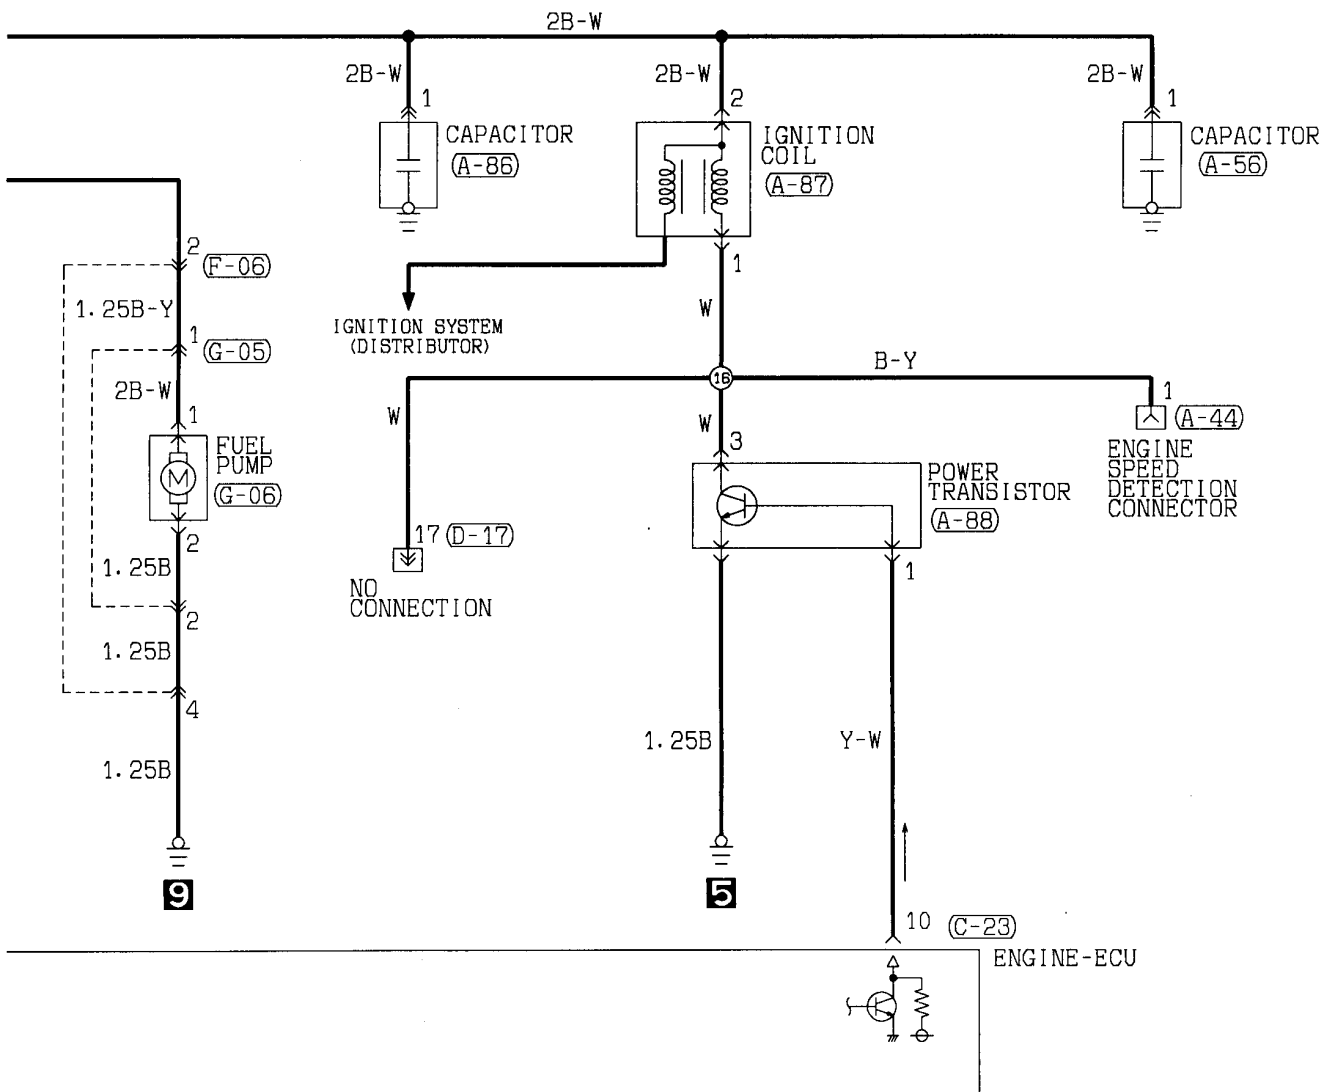 2B-W
2B-W
2B-W
2B-W
1
2
1
CAPACITOR
(A-86)
IGNITION
COIL
(A-87)
CAPACITOR
(A-56)
2
(F-06)
1
1.25B-Y
W
IGNITION SYSTEM
(DISTRIBUTOR)
1
(G-05)
B-Y
16
2B-W
1
W
W
1
(A-44)
3
FUEL
PUMP
M
(G-06)
ENGINE
SPEED
DETECTION
CONNECTOR
POWER
TRANSISTOR
(A-88)
17 (D-17)
2
1.25B
1
NO
CONNECTION
2
1.25B
4
1.25B
Y-W
1.25B
9
5
10 (C-23)
ENGINE-ECU